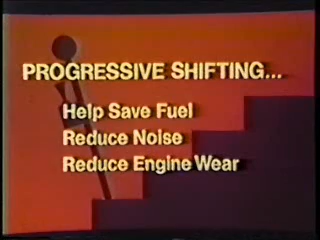 PROGRESSIVE SHIFTING...
Help Save Fuel
Reduce Noise
Reduce Engine Wear